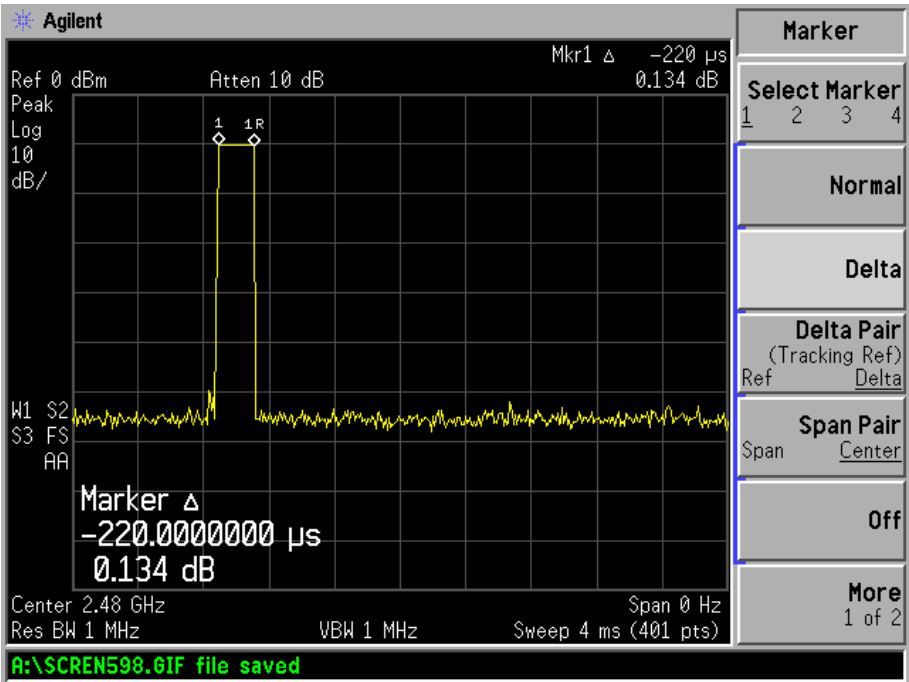 Agilent
Marker
Mkr1 Δ -220 µs
Ref 0 dBm Atten 10 dB 0.134 dB
Peak
Log
10
dB/
1 1R
W1 S2
S3 FS
AA
Marker Δ
-220.0000000 µs
0.134 dB
Center 2.48 GHz Span 0 Hz
Res BW 1 MHz VBW 1 MHz Sweep 4 ms (401 pts)
A:\SCREN598.GIF file saved
Select Marker
1 2 3 4
Normal
Delta
Delta Pair
(Tracking Ref)
Ref Delta
Span Pair
Span Center
Off
More
1 of 2